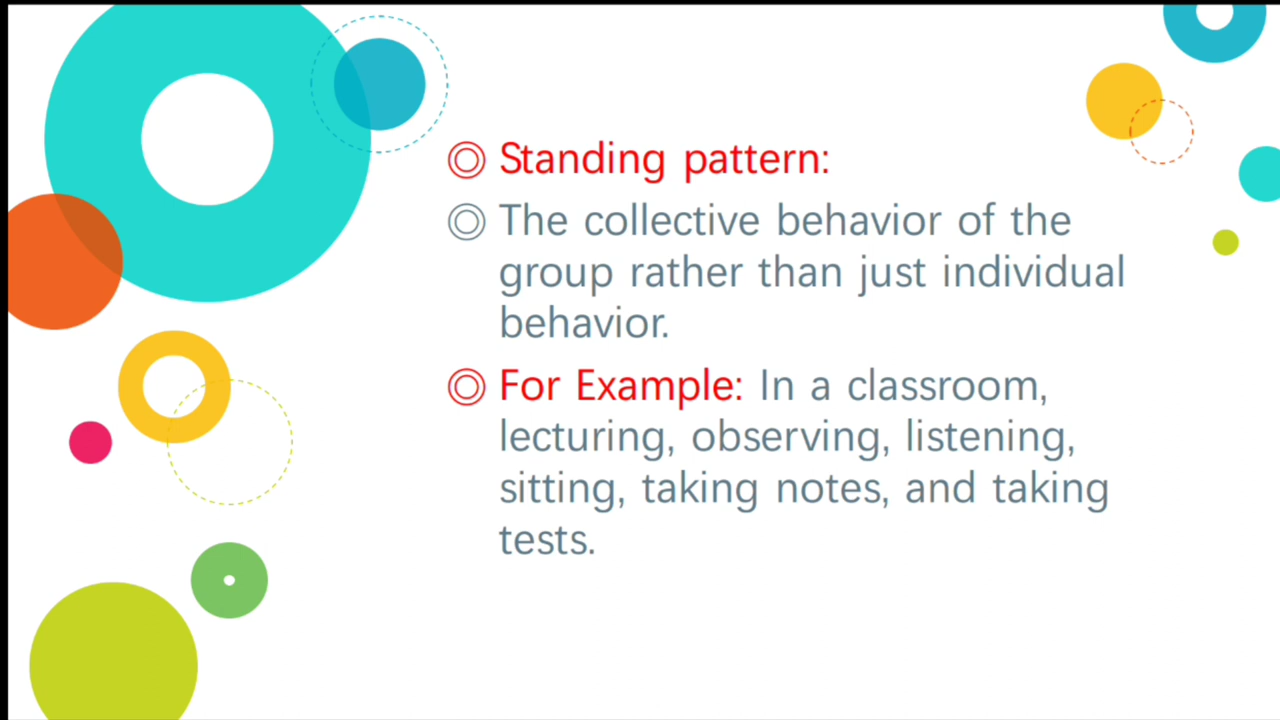 Standing pattern:
The collective behavior of the
group rather than just individual
behavior.
For Example: In a classroom,
lecturing, observing, listening,
sitting, taking notes, and taking
tests.